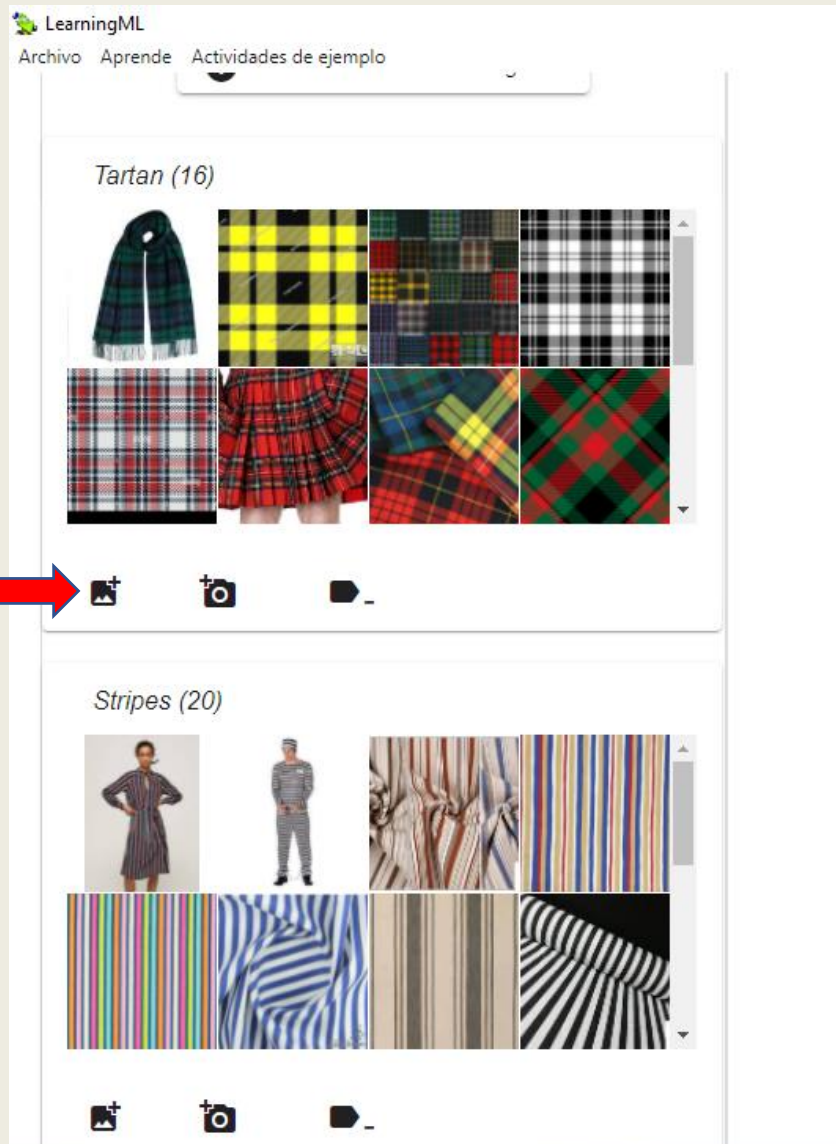 LearningML
Archivo Aprende Actividades de ejemplo
Tartan (16)
Stripes (20)